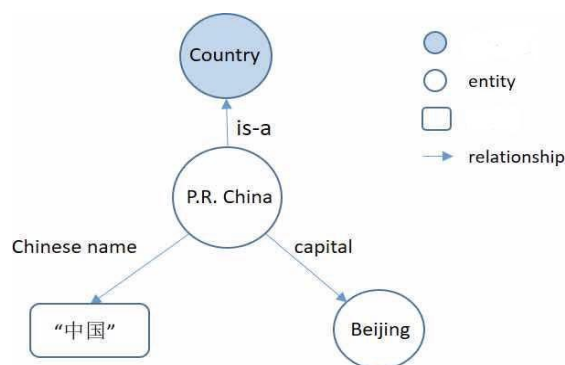 Country
entity
is-a
relationship
P.R. China
Chinese name
capital
“中国”
Beijing